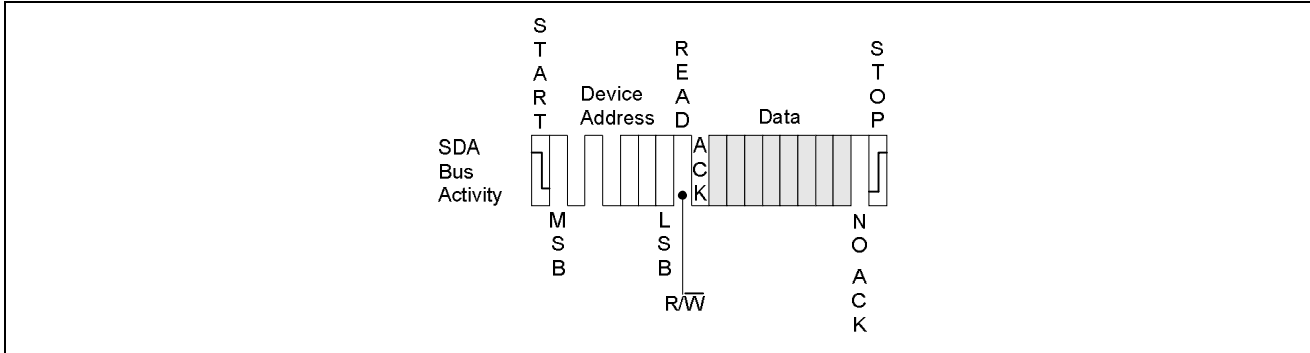 START
Device
Address
READ
Data
STOP
SDA
Bus
Activity
ACK
MSB
LSB
R/W̅
NO ACK